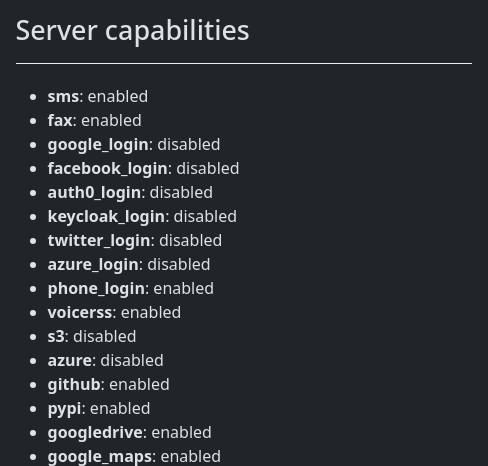 Server capabilities
sms: enabled
fax: enabled
google_login: disabled
facebook_login: disabled
auth0_login: disabled
keycloak_login: disabled
twitter_login: disabled
azure_login: disabled
phone_login: enabled
voicerss: enabled
s3: disabled
azure: disabled
github: enabled
pypi: enabled
googledrive: enabled
google_maps: enabled